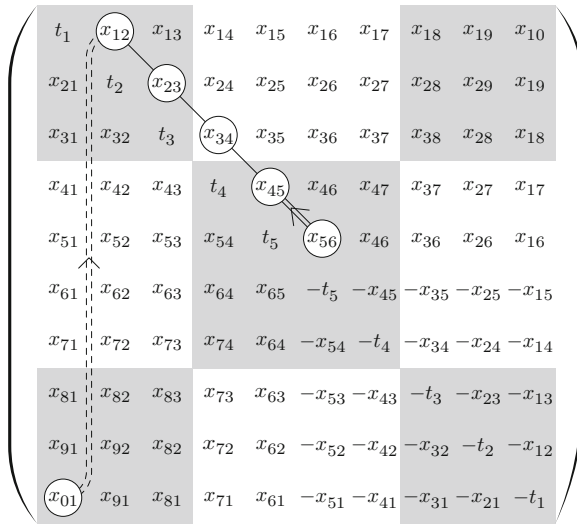 t₁ x₁₂ x₁₃ x₁₄ x₁₅ x₁₆ x₁₇ x₁₈ x₁₉ x₁₀
x₂₁ t₂ x₂₃ x₂₄ x₂₅ x₂₆ x₂₇ x₂₈ x₂₉ x₁₉
x₃₁ x₃₂ t₃ x₃₄ x₃₅ x₃₆ x₃₇ x₃₈ x₂₈ x₁₈
x₄₁ x₄₂ x₄₃ t₄ x₄₅ x₄₆ x₄₇ x₃₇ x₂₇ x₁₇
x₅₁ x₅₂ x₅₃ x₅₄ t₅ x₅₆ x₄₆ x₃₆ x₂₆ x₁₆
x₆₁ x₆₂ x₆₃ x₆₄ x₆₅ −t₅ −x₄₅ −x₃₅ −x₂₅ −x₁₅
x₇₁ x₇₂ x₇₃ x₇₄ x₆₄ −x₅₄ −t₄ −x₃₄ −x₂₄ −x₁₄
x₈₁ x₈₂ x₈₃ x₇₃ x₆₃ −x₅₃ −x₄₃ −t₃ −x₂₃ −x₁₃
x₉₁ x₉₂ x₈₂ x₇₂ x₆₂ −x₅₂ −x₄₂ −x₃₂ −t₂ −x₁₂
x₀₁ x₉₁ x₈₁ x₇₁ x₆₁ −x₅₁ −x₄₁ −x₃₁ −x₂₁ −t₁